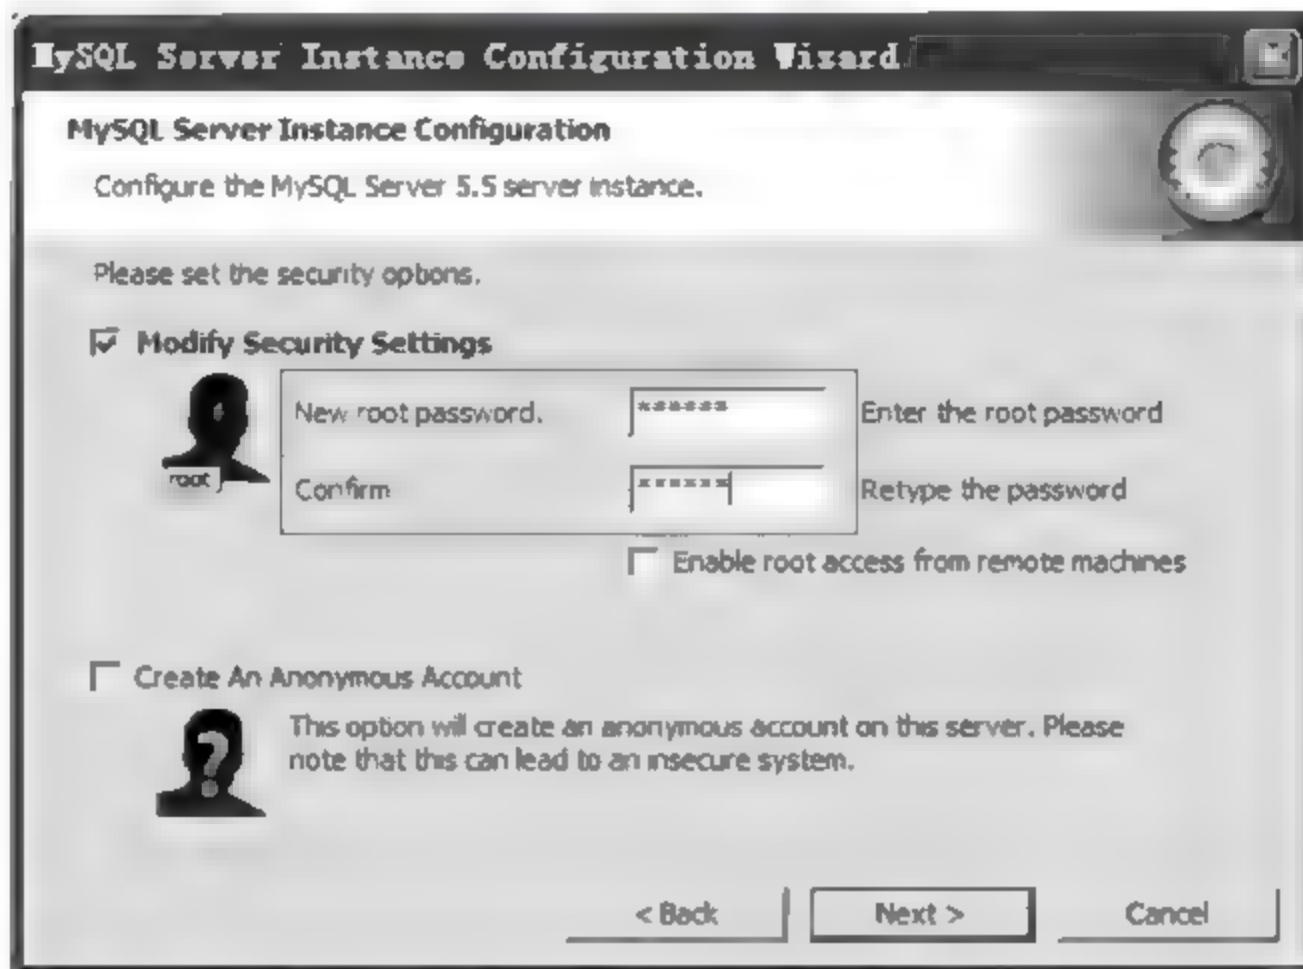 MySQL Server Instance Configuration Wizard
MySQL Server Instance Configuration
Configure the MySQL Server 5.5 server instance.
Please set the security options.
Modify Security Settings
New root password. ****** Enter the root password
root
Confirm ****** Retype the password
Enable root access from remote machines
Create An Anonymous Account
This option will create an anonymous account on this server. Please
note that this can lead to an insecure system.
?
< Back Next > Cancel